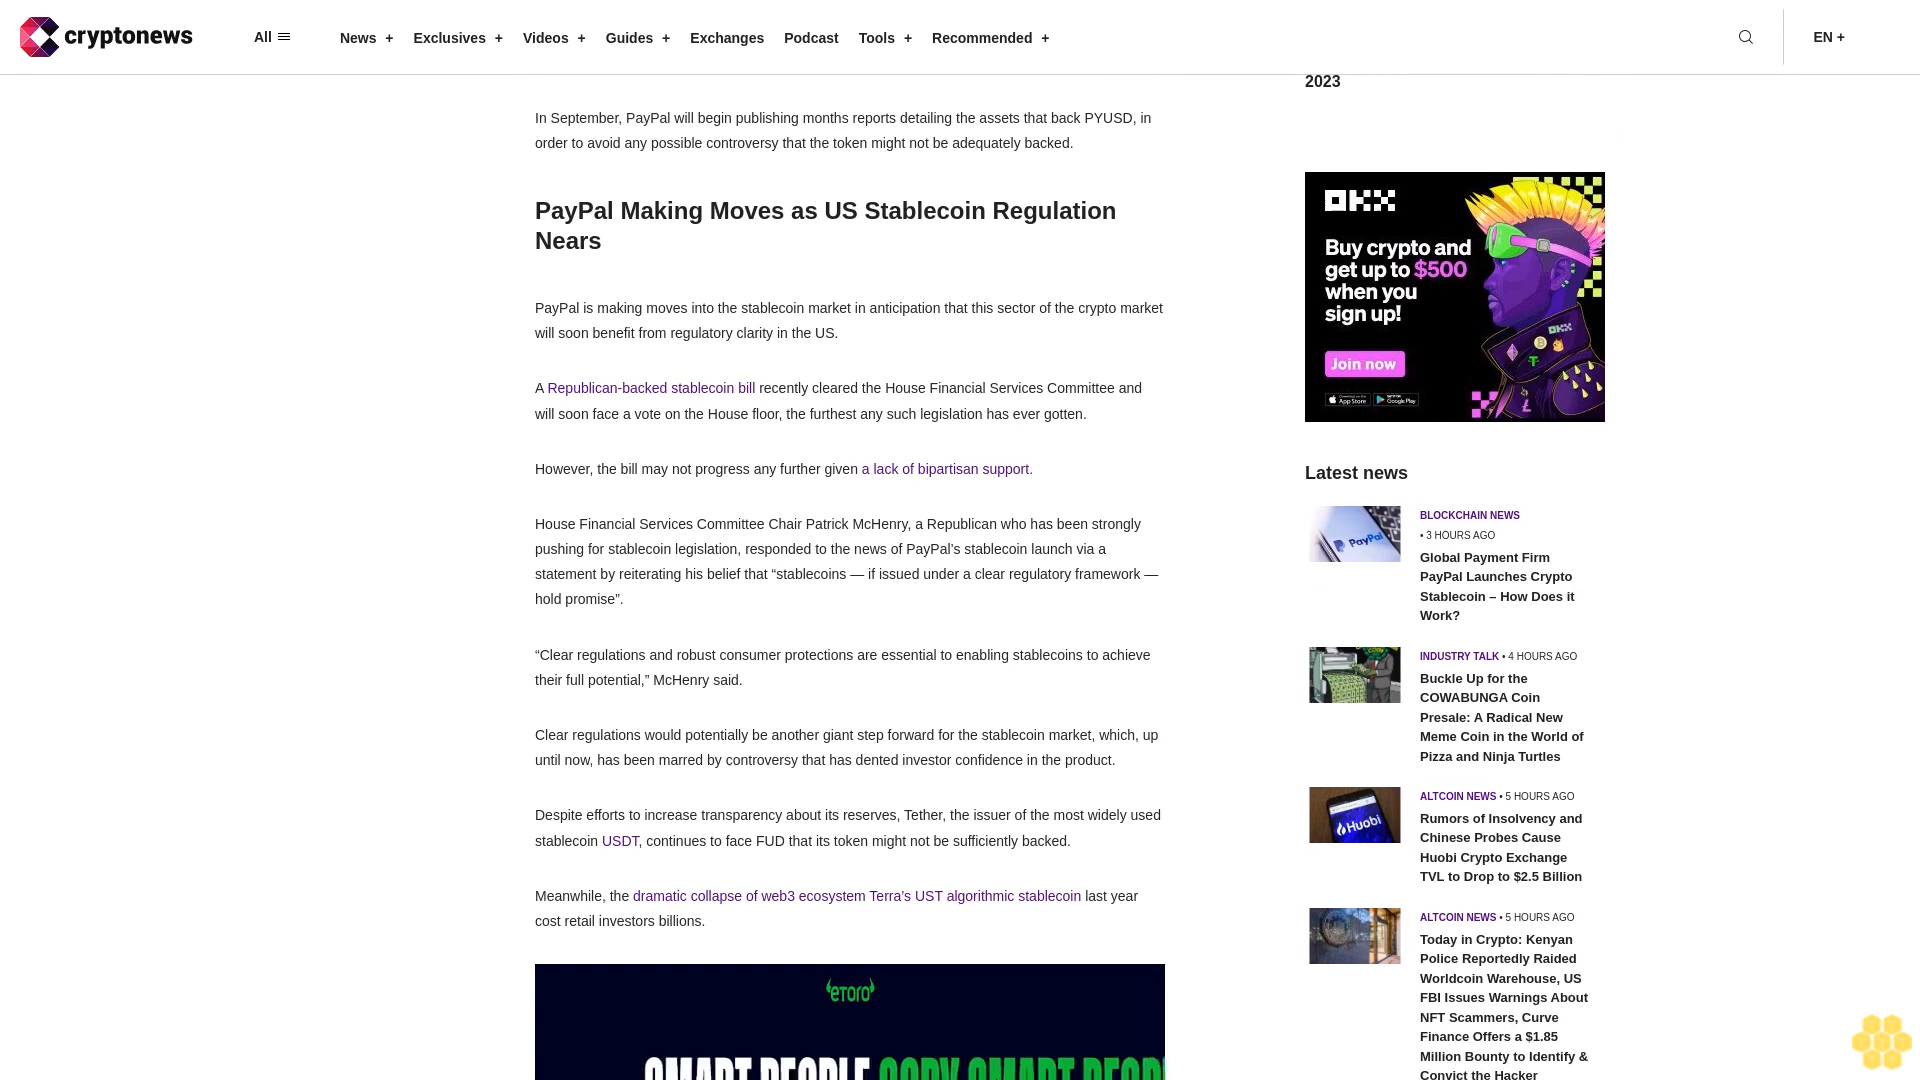 cryptonews
All
News +
Exclusives +
Videos +
Guides +
Exchanges
Podcast
Tools +
Recommended +
EN +
In September, PayPal will begin publishing months reports detailing the assets that back PYUSD, in
order to avoid any possible controversy that the token might not be adequately backed.
PayPal Making Moves as US Stablecoin Regulation
Nears
PayPal is making moves into the stablecoin market in anticipation that this sector of the crypto market
will soon benefit from regulatory clarity in the US.
A Republican-backed stablecoin bill recently cleared the House Financial Services Committee and
will soon face a vote on the House floor, the furthest any such legislation has ever gotten.
However, the bill may not progress any further given a lack of bipartisan support.
House Financial Services Committee Chair Patrick McHenry, a Republican who has been strongly
pushing for stablecoin legislation, responded to the news of PayPal’s stablecoin launch via a
statement by reiterating his belief that “stablecoins — if issued under a clear regulatory framework —
hold promise”.
“Clear regulations and robust consumer protections are essential to enabling stablecoins to achieve
their full potential,” McHenry said.
Clear regulations would potentially be another giant step forward for the stablecoin market, which, up
until now, has been marred by controversy that has dented investor confidence in the product.
Despite efforts to increase transparency about its reserves, Tether, the issuer of the most widely used
stablecoin USDT, continues to face FUD that its token might not be sufficiently backed.
Meanwhile, the dramatic collapse of web3 ecosystem Terra’s UST algorithmic stablecoin last year
cost retail investors billions.
eTORO
SMART PEOPLE COPY SMART PEOP
2023
OKX
Buy crypto and
get up to $500
when you
sign up!
Join now
App Store
Google Play
OKX
Latest news
PayPal
BLOCKCHAIN NEWS
• 3 HOURS AGO
Global Payment Firm
PayPal Launches Crypto
Stablecoin – How Does it
Work?
INDUSTRY TALK • 4 HOURS AGO
Buckle Up for the
COWABUNGA Coin
Presale: A Radical New
Meme Coin in the World of
Pizza and Ninja Turtles
Huobi
ALTCOIN NEWS • 5 HOURS AGO
Rumors of Insolvency and
Chinese Probes Cause
Huobi Crypto Exchange
TVL to Drop to $2.5 Billion
ALTCOIN NEWS • 5 HOURS AGO
Today in Crypto: Kenyan
Police Reportedly Raided
Worldcoin Warehouse, US
FBI Issues Warnings About
NFT Scammers, Curve
Finance Offers a $1.85
Million Bounty to Identify &
Convict the Hacker